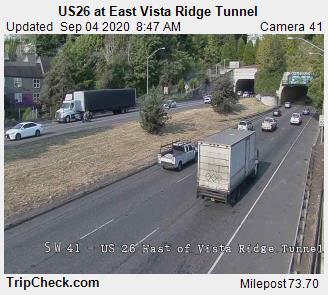 US26 at East Vista Ridge Tunnel
Updated Sep 04 2020 8:47 AM Camera 41
SW 41 - US 26 East of Vista Ridge Tunnel
TripCheck.com Milepost 73.70